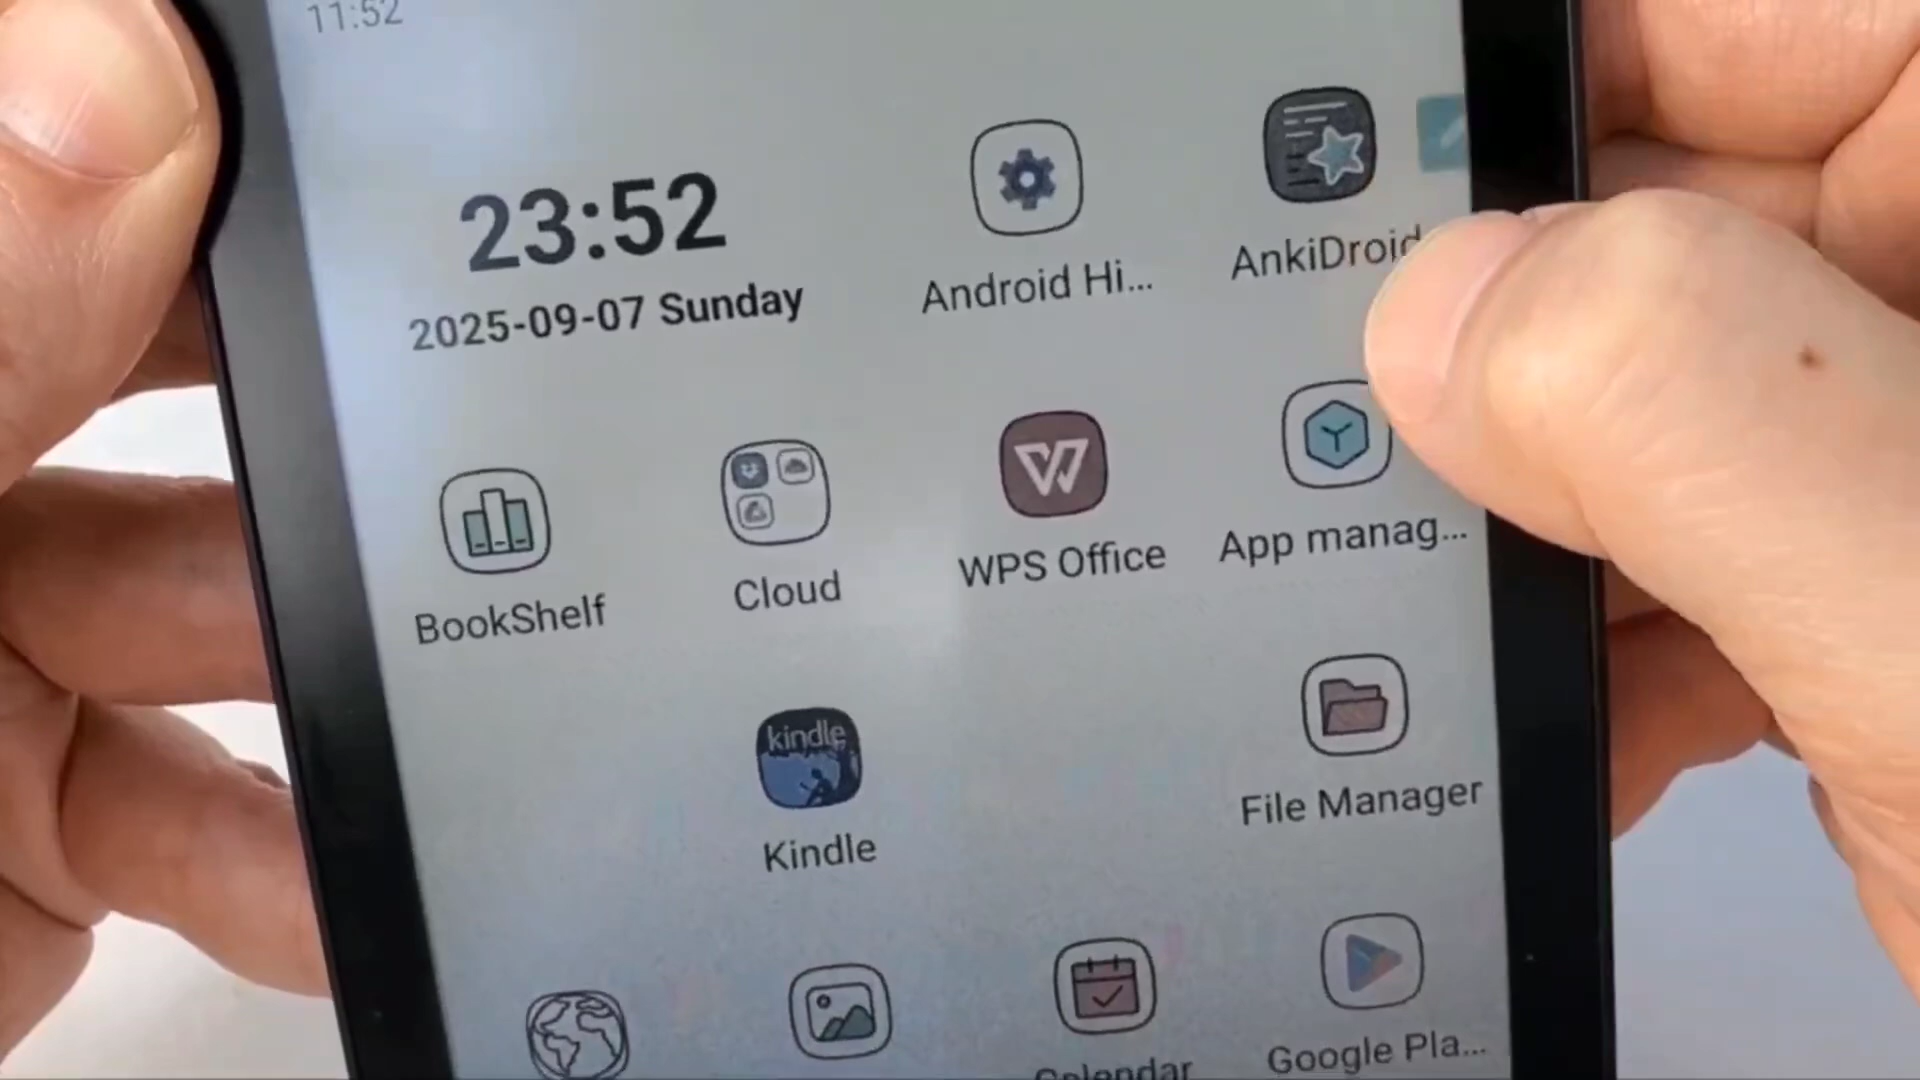 11:52
23:52
2025-09-07 Sunday
Android Hi...
AnkiDroid
BookShelf
Cloud
WPS Office
App manag...
kindle
Kindle
File Manager
Calendar
Google Pla...